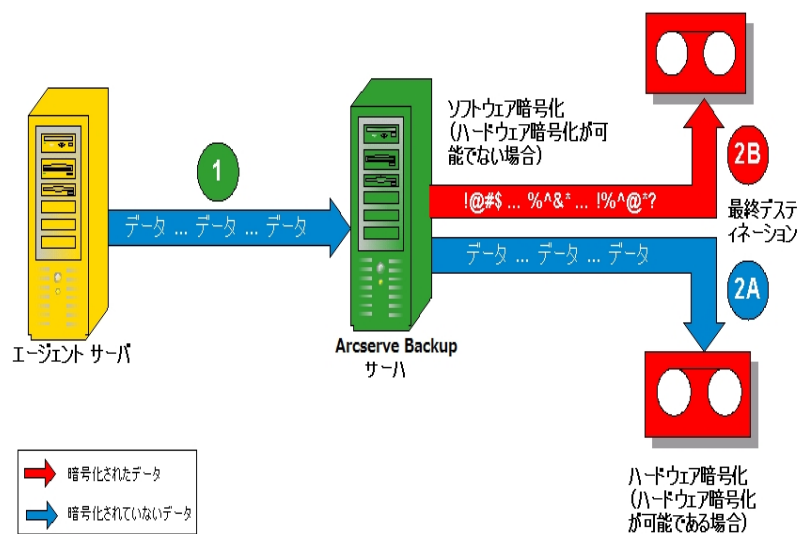 ソフトウェア暗号化
(ハードウェア暗号化が可
能でない場合)
1
2B
!@#$ ... %^&* ... !%^@*?
最終デステ
ィネーション
データ ... データ ... データ
データ ... データ ... データ
2A
エージェント サーバ
Arcserve Backup
サーハ
ハードウェア暗号化
(ハードウェア暗号化
が可能である場合)
暗号化されたデータ
暗号化されていないデータ